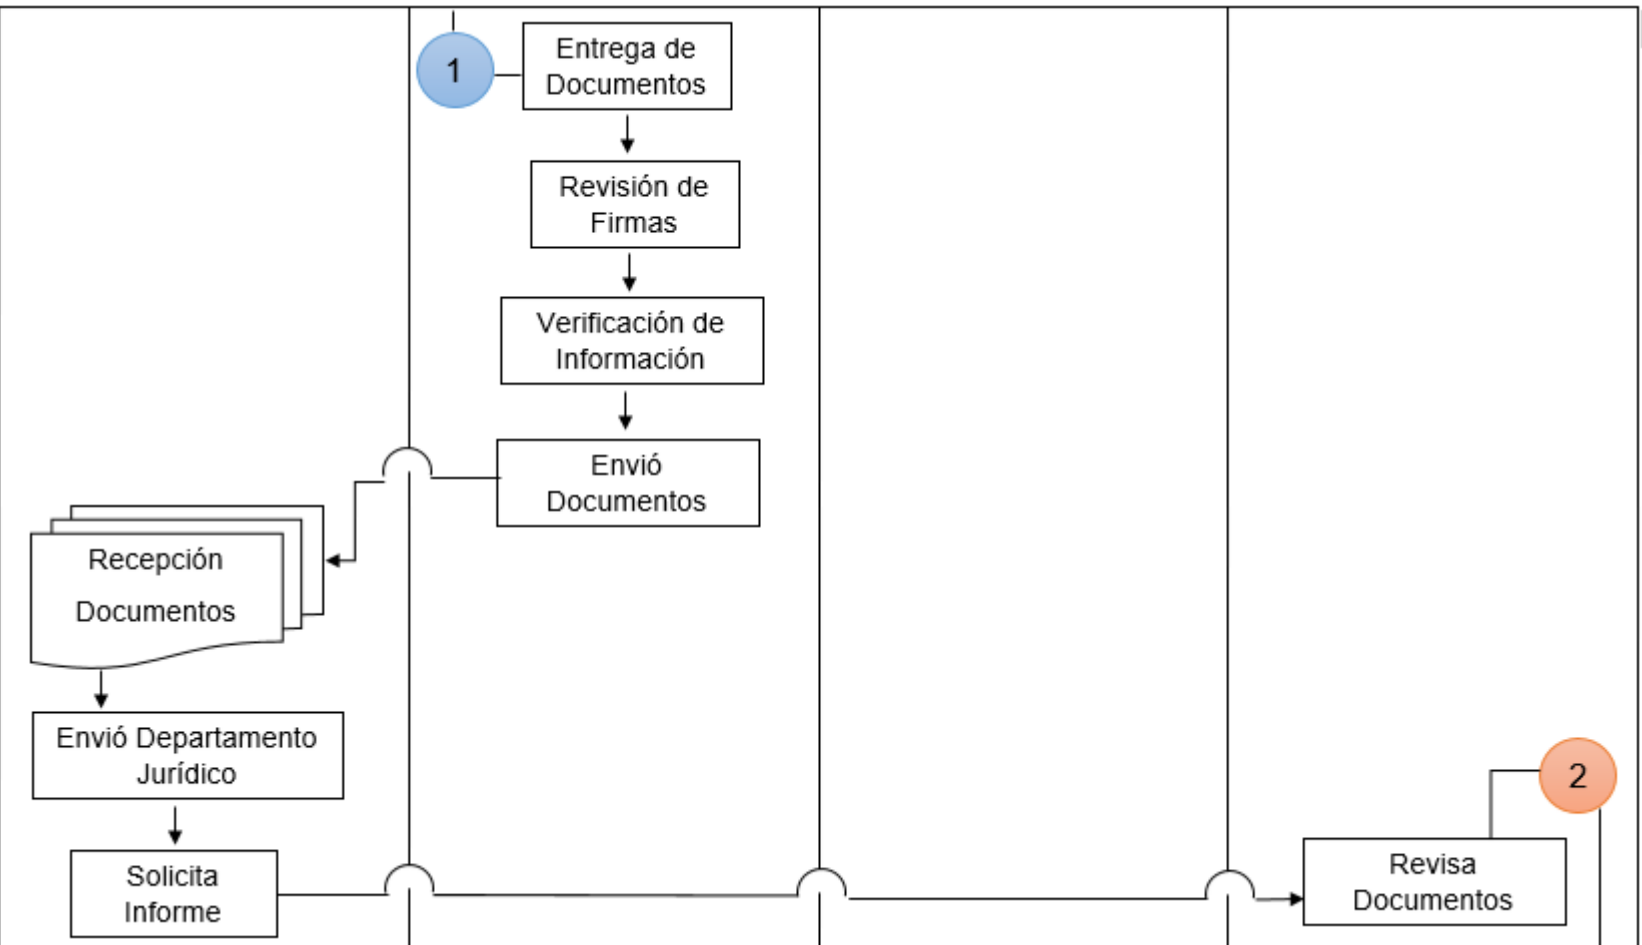 1
Entrega de
Documentos
Revisión de
Firmas
Verificación de
Información
Envió
Documentos
Recepción
Documentos
Envió Departamento
Jurídico
Solicita
Informe
2
Revisa
Documentos